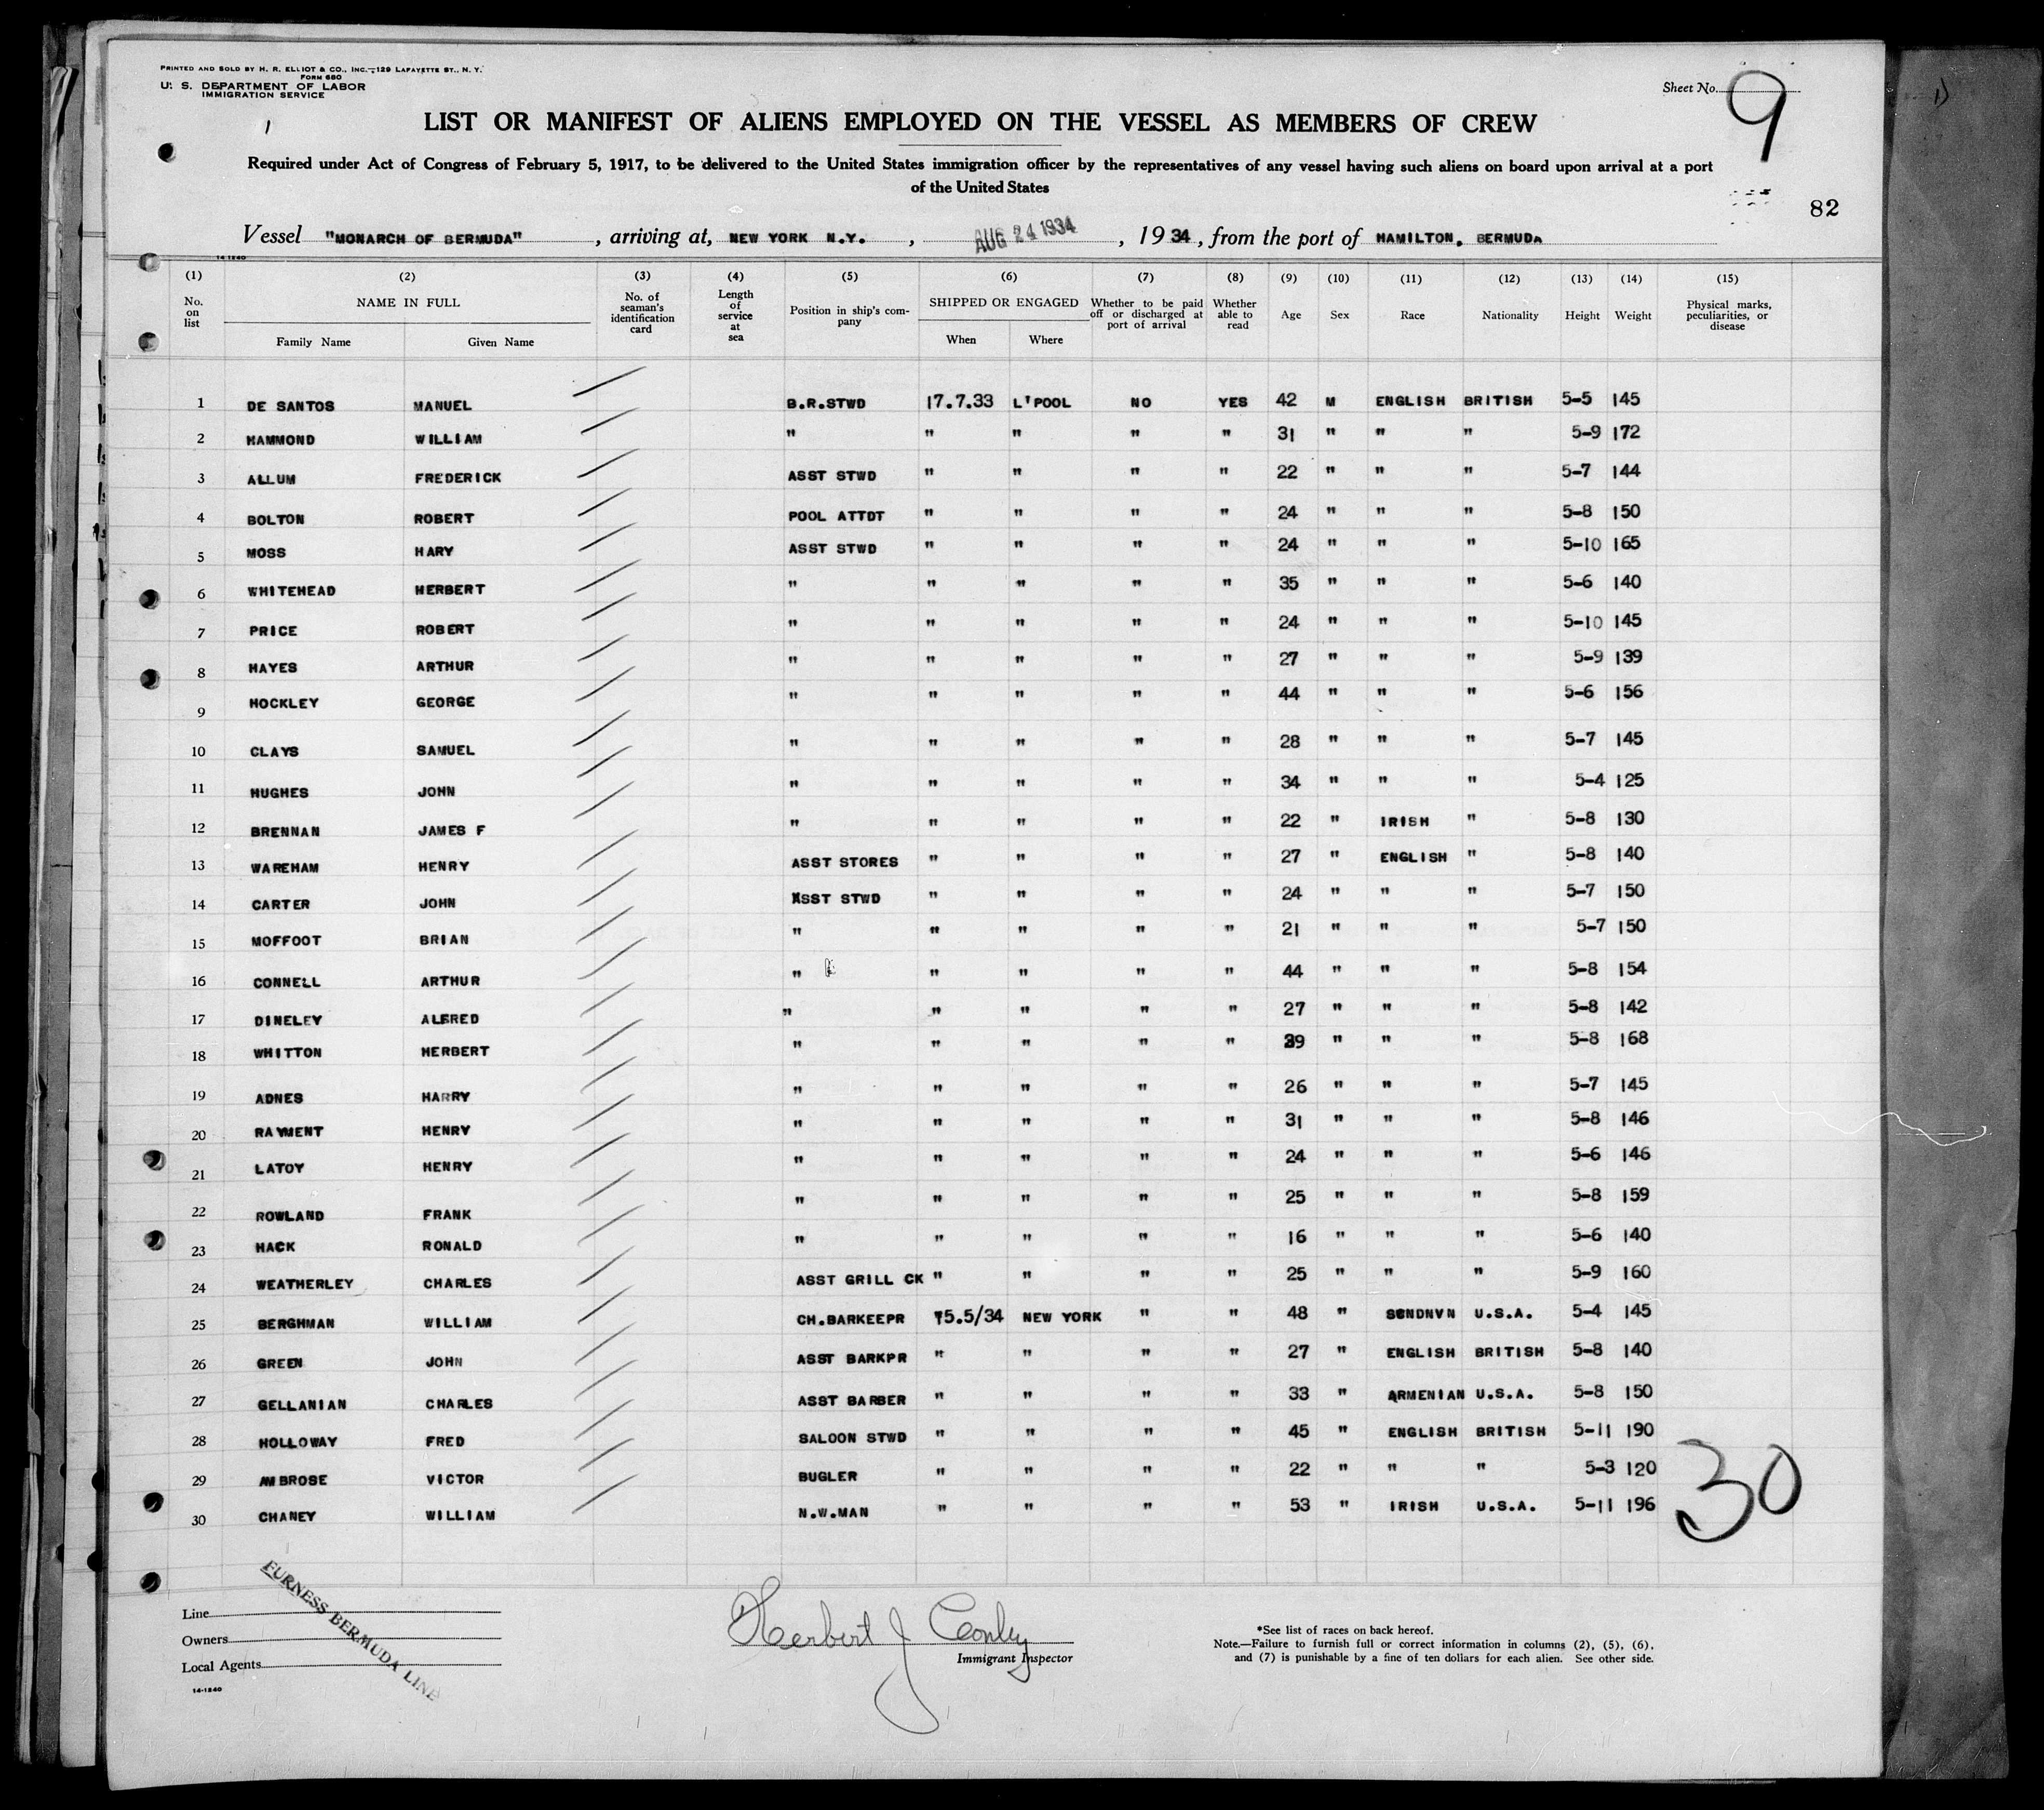 PRINTED AND SOLD BY H. R. ELLIOT & CO., INC.—129 LAFAYETTE ST., N. Y.
FORM 680
U. S. DEPARTMENT OF LABOR
IMMIGRATION SERVICE
Sheet No. 9
LIST OR MANIFEST OF ALIENS EMPLOYED ON THE VESSEL AS MEMBERS OF CREW
Required under Act of Congress of February 5, 1917, to be delivered to the United States immigration officer by the representatives of any vessel having such aliens on board upon arrival at a port
of the United States
82
Vessel "MONARCH OF BERMUDA", arriving at, NEW YORK N.Y., AUG 24 1934, 1934, from the port of HAMILTON, BERMUDA
14-1240
(1) (2) (3) (4) (5) (6) (7) (8) (9) (10) (11) (12) (13) (14) (15)
No. on list NAME IN FULL Family Name Given Name No. of seaman's identification card Length of service at sea Position in ship's company SHIPPED OR ENGAGED When Where Whether to be paid off or discharged at port of arrival Whether able to read Age Sex Race Nationality Height Weight Physical marks, peculiarities, or disease
1 DE SANTOS MANUEL B.R.STWD 17.7.33 L'POOL NO YES 42 M ENGLISH BRITISH 5-5 145
2 HAMMOND WILLIAM " " " " " 31 " " " 5-9 172
3 ALLUM FREDERICK ASST STWD " " " " 22 " " " 5-7 144
4 BOLTON ROBERT POOL ATTDT " " " " 24 " " " 5-8 150
5 MOSS HARY ASST STWD " " " " 24 " " " 5-10 165
6 WHITEHEAD HERBERT " " " " " 35 " " " 5-6 140
7 PRICE ROBERT " " " " " 24 " " " 5-10 145
8 HAYES ARTHUR " " " " " 27 " " " 5-9 139
9 HOCKLEY GEORGE " " " " " 44 " " " 5-6 156
10 CLAYS SAMUEL " " " " " 28 " " " 5-7 145
11 HUGHES JOHN " " " " " 34 " " " 5-4 125
12 BRENNAN JAMES F " " " " " 22 " IRISH " 5-8 130
13 WAREHAM HENRY ASST STORES " " " " 27 " ENGLISH " 5-8 140
14 CARTER JOHN ASST STWD " " " " 24 " " " 5-7 150
15 MOFFOOT BRIAN " " " " " 21 " " " 5-7 150
16 CONNELL ARTHUR " " " " " 44 " " " 5-8 154
17 DINELEY ALFRED " " " " " 27 " " " 5-8 142
18 WHITTON HERBERT " " " " " 39 " " " 5-8 168
19 ADNES HARRY " " " " " 26 " " " 5-7 145
20 RAYMENT HENRY " " " " " 31 " " " 5-8 146
21 LATOY HENRY " " " " " 24 " " " 5-6 146
22 ROWLAND FRANK " " " " " 25 " " " 5-8 159
23 HACK RONALD " " " " " 16 " " " 5-6 140
24 WEATHERLEY CHARLES ASST GRILL CK " " " " 25 " " " 5-9 160
25 BERGHMAN WILLIAM CH.BARKEEPR 15.5/34 NEW YORK " " 48 " SCNDNVN U.S.A. 5-4 145
26 GREEN JOHN ASST BARKPR " " " " 27 " ENGLISH BRITISH 5-8 140
27 GELLANIAN CHARLES ASST BARBER " " " " 33 " ARMENIAN U.S.A. 5-8 150
28 HOLLOWAY FRED SALOON STWD " " " " 45 " ENGLISH BRITISH 5-11 190
29 AMBROSE VICTOR BUGLER " " " " 22 " " " 5-3 120
30 CHANEY WILLIAM N.W.MAN " " " " 53 " IRISH U.S.A. 5-11 196
30
Line
Owners
Local Agents
FURNESS BERMUDA LINE
14-1240
Herbert J Conley
Immigrant Inspector
*See list of races on back hereof.
Note.—Failure to furnish full or correct information in columns (2), (5), (6),
and (7) is punishable by a fine of ten dollars for each alien. See other side.